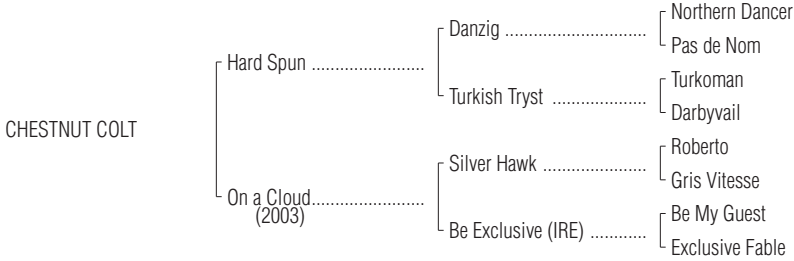 Northern Dancer
Danzig ..............................
Pas de Nom
Hard Spun ........................
Turkoman
Turkish Tryst ....................
Darbyvail
CHESTNUT COLT
Roberto
Silver Hawk ......................
Gris Vitesse
On a Cloud........................
(2003)
Be My Guest
Be Exclusive (IRE) ............
Exclusive Fable